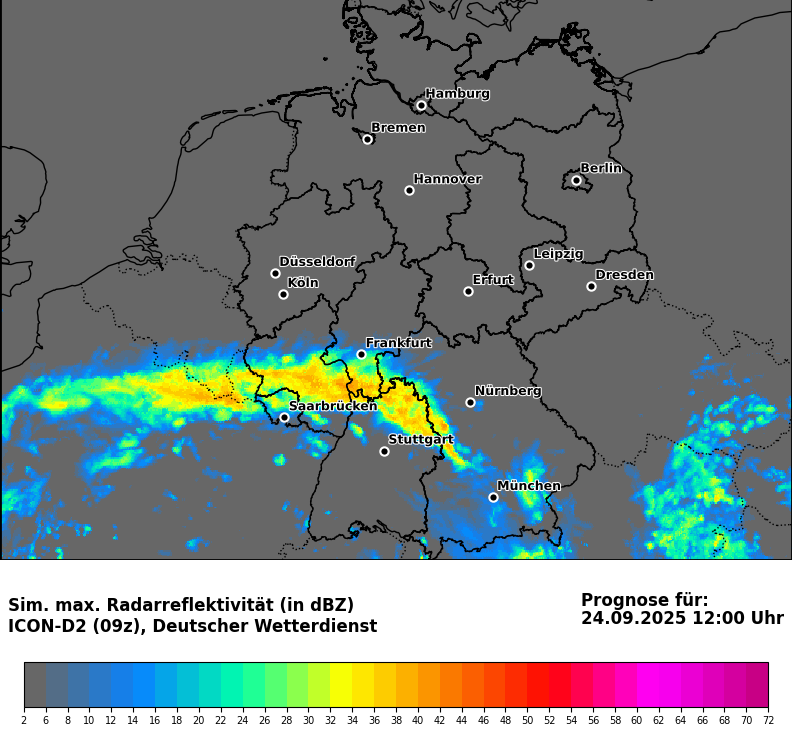 Hamburg
Bremen
Berlin
Hannover
Leipzig
Düsseldorf
Dresden
Köln
Erfurt
Frankfurt
Nürnberg
Saarbrücken
Stuttgart
München
Sim. max. Radarreflektivität (in dBZ)
ICON-D2 (09z), Deutscher Wetterdienst
Prognose für:
24.09.2025 12:00 Uhr
2 6 8 10 12 14 16 18 20 22 24 26 28 30 32 34 36 38 40 42 44 46 48 50 52 54 56 58 60 62 64 66 68 70 72